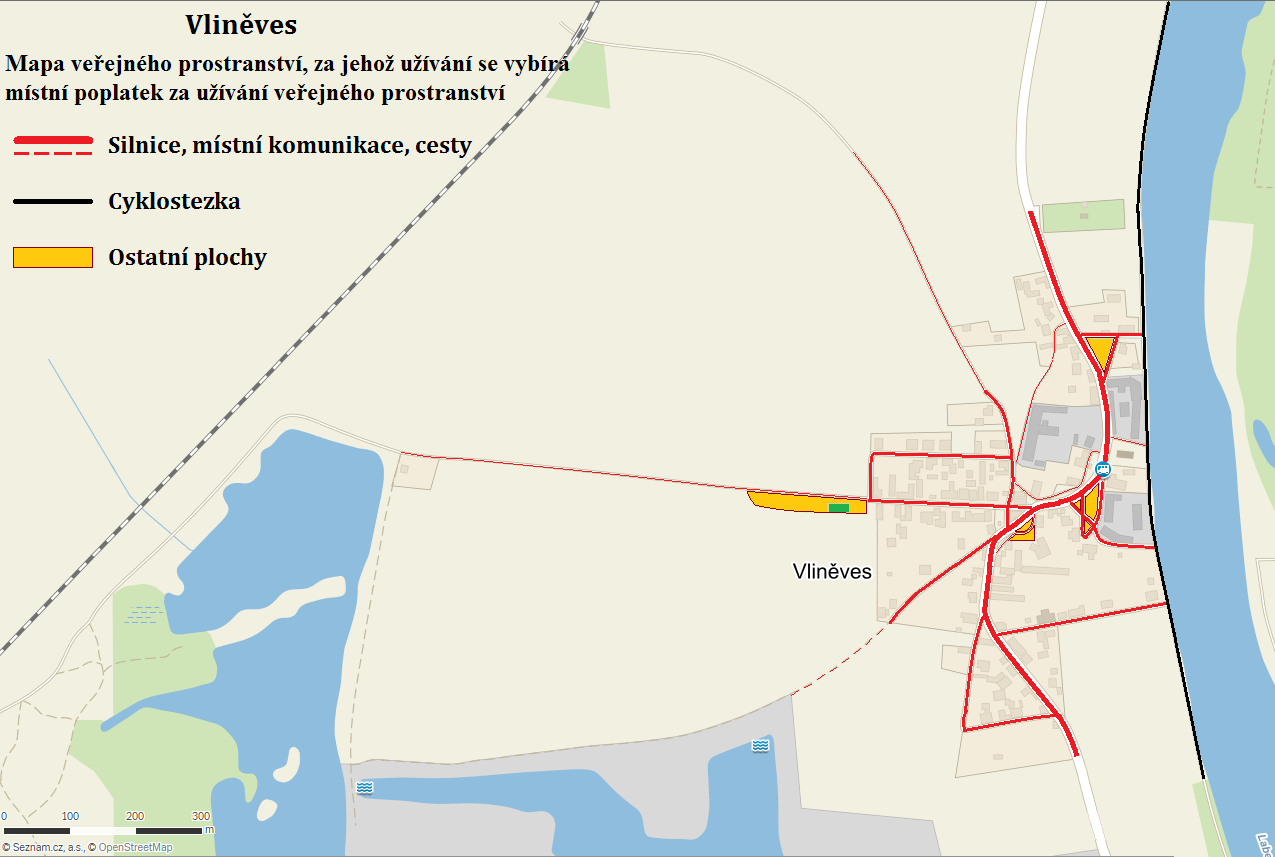 Vliněves
Mapa veřejného prostranství, za jehož užívání se vybírá
místní poplatek za užívání veřejného prostranství
Silnice, místní komunikace, cesty
Cyklostezka
Ostatní plochy
Vliněves
0 100 200 300
m
© Seznam.cz, a.s., © OpenStreetMap